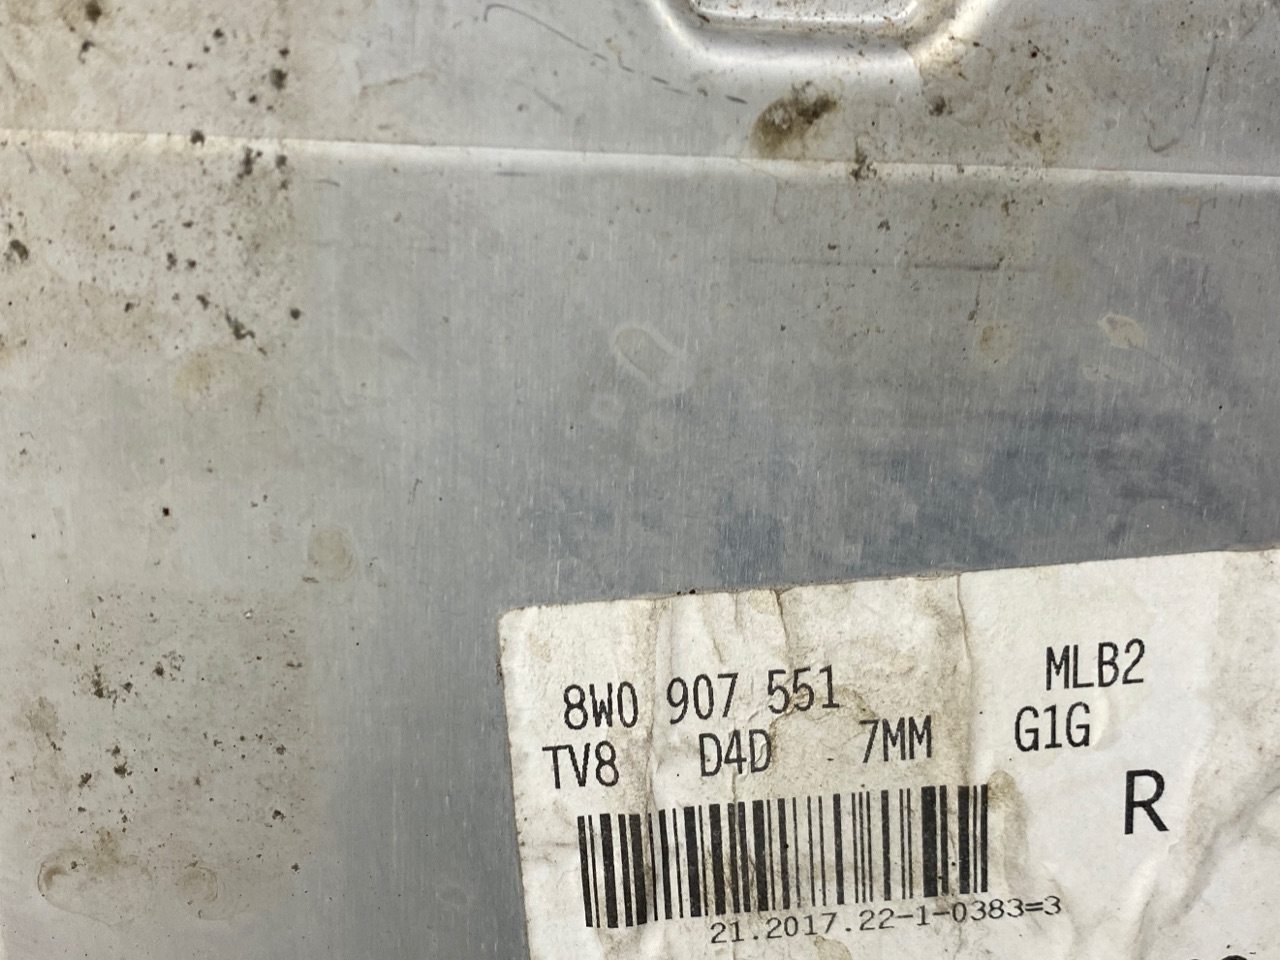 8W0 907 551 MLB2
TV8 D4D 7MM G1G
R
21.2017.22-1-0383=3